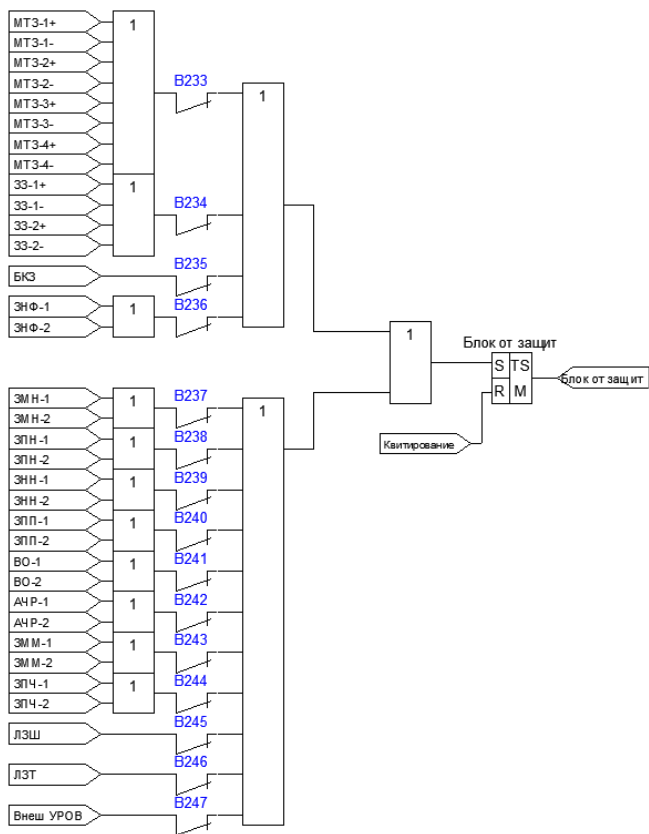 МТЗ-1+
1
МТЗ-1-
МТЗ-2+
МТЗ-2-
B233
МТЗ-3+
1
МТЗ-3-
МТЗ-4+
МТЗ-4-
ЗЗ-1+
1
ЗЗ-1-
B234
ЗЗ-2+
ЗЗ-2-
БКЗ
B235
ЗНФ-1
1
B236
ЗНФ-2
1
Блок от защит
S
TS
R
M
Блок от защит
Квитирование
ЗМН-1
1
B237
ЗМН-2
1
ЗПН-1
1
B238
ЗПН-2
ЗНН-1
1
B239
ЗНН-2
ЗПП-1
1
B240
ЗПП-2
ВО-1
1
B241
ВО-2
АЧР-1
1
B242
АЧР-2
ЗММ-1
1
B243
ЗММ-2
ЗПЧ-1
1
B244
ЗПЧ-2
ЛЗШ
B245
ЛЗТ
B246
Внеш УРОВ
B247